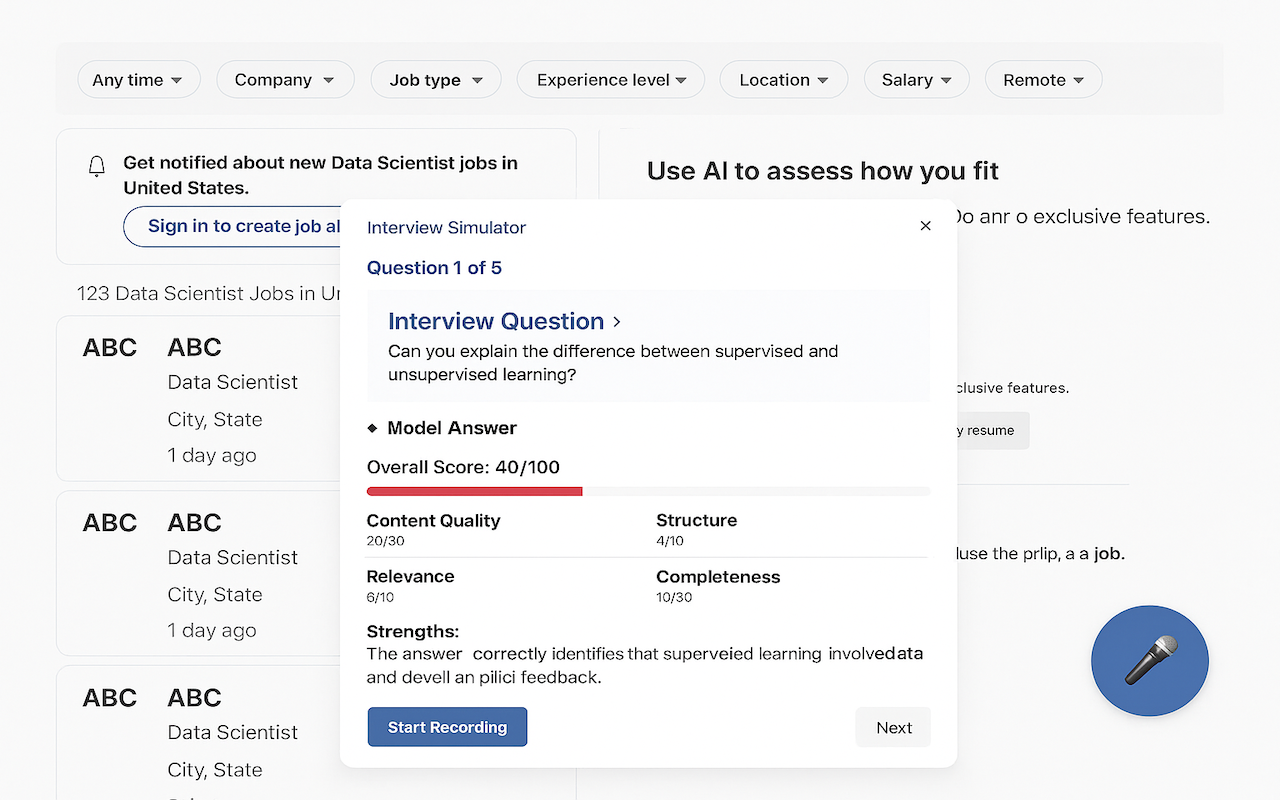 Any time
Company
Job type
Experience level
Location
Salary
Remote
Get notified about new Data Scientist jobs in
United States.
Sign in to create job al
123 Data Scientist Jobs in Ur
ABC ABC
Data Scientist
City, State
1 day ago
ABC ABC
Data Scientist
City, State
1 day ago
ABC ABC
Data Scientist
City, State
Use AI to assess how you fit
Do anr o exclusive features.
clusive features.
y resume
luse the prlip, a a job.
Interview Simulator
×
Question 1 of 5
Interview Question ›
Can you explain the difference between supervised and
unsupervised learning?
◆ Model Answer
Overall Score: 40/100
Content Quality
20/30
Structure
4/10
Relevance
6/10
Completeness
10/30
Strengths:
The answer correctly identifies that superveied learning involvedata
and devell an pilici feedback.
Start Recording
Next